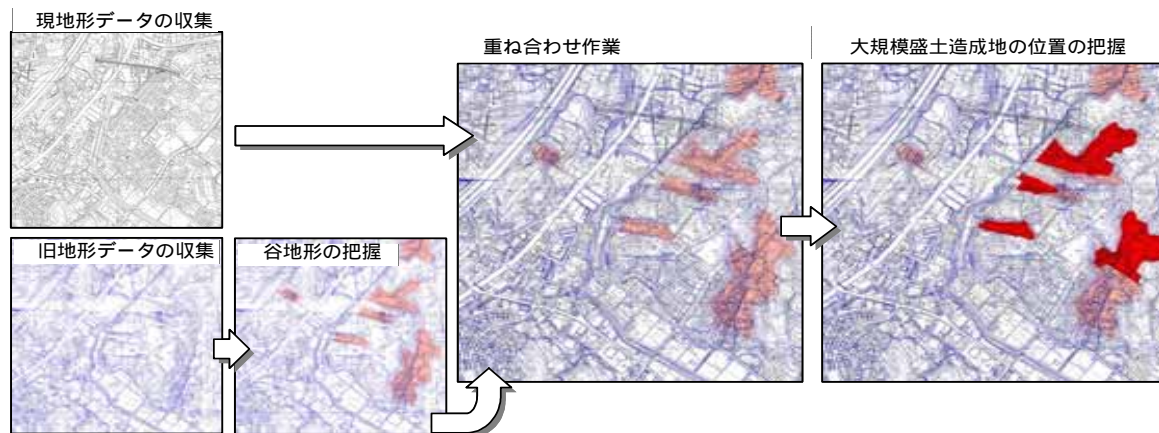 現地形データの収集
重ね合わせ作業
大規模盛土造成地の位置の把握
旧地形データの収集
谷地形の把握